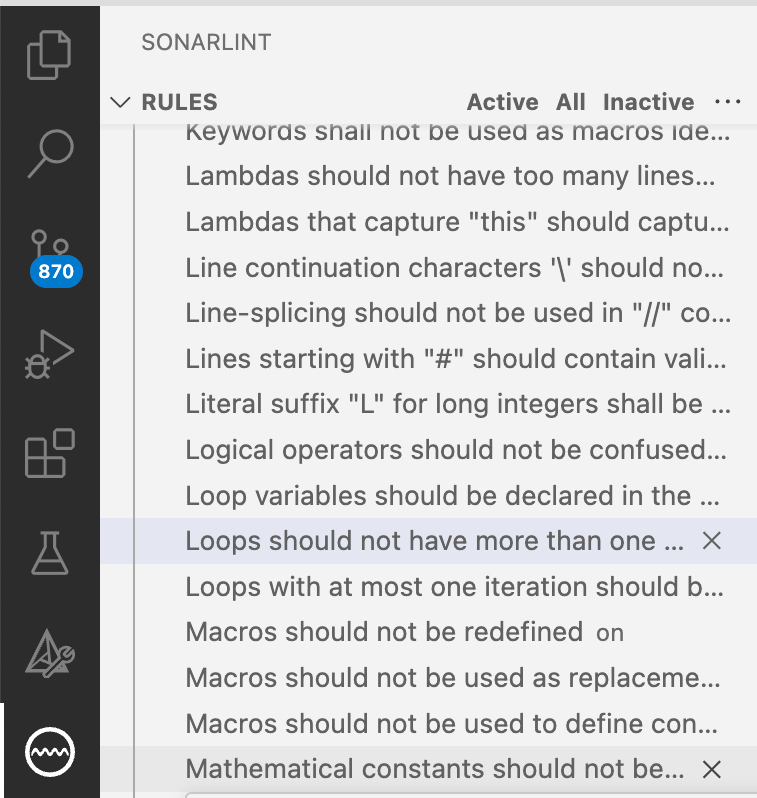 SONARLINT
RULES Active All Inactive ...
Keywords shall not be used as macros ide...
Lambdas should not have too many lines...
Lambdas that capture "this" should captu...
Line continuation characters '\' should no...
Line-splicing should not be used in "//" co...
Lines starting with "#" should contain vali...
Literal suffix "L" for long integers shall be ...
Logical operators should not be confused...
Loop variables should be declared in the ...
Loops should not have more than one ...
Loops with at most one iteration should b...
Macros should not be redefined on
Macros should not be used as replaceme...
Macros should not be used to define con...
Mathematical constants should not be...
870